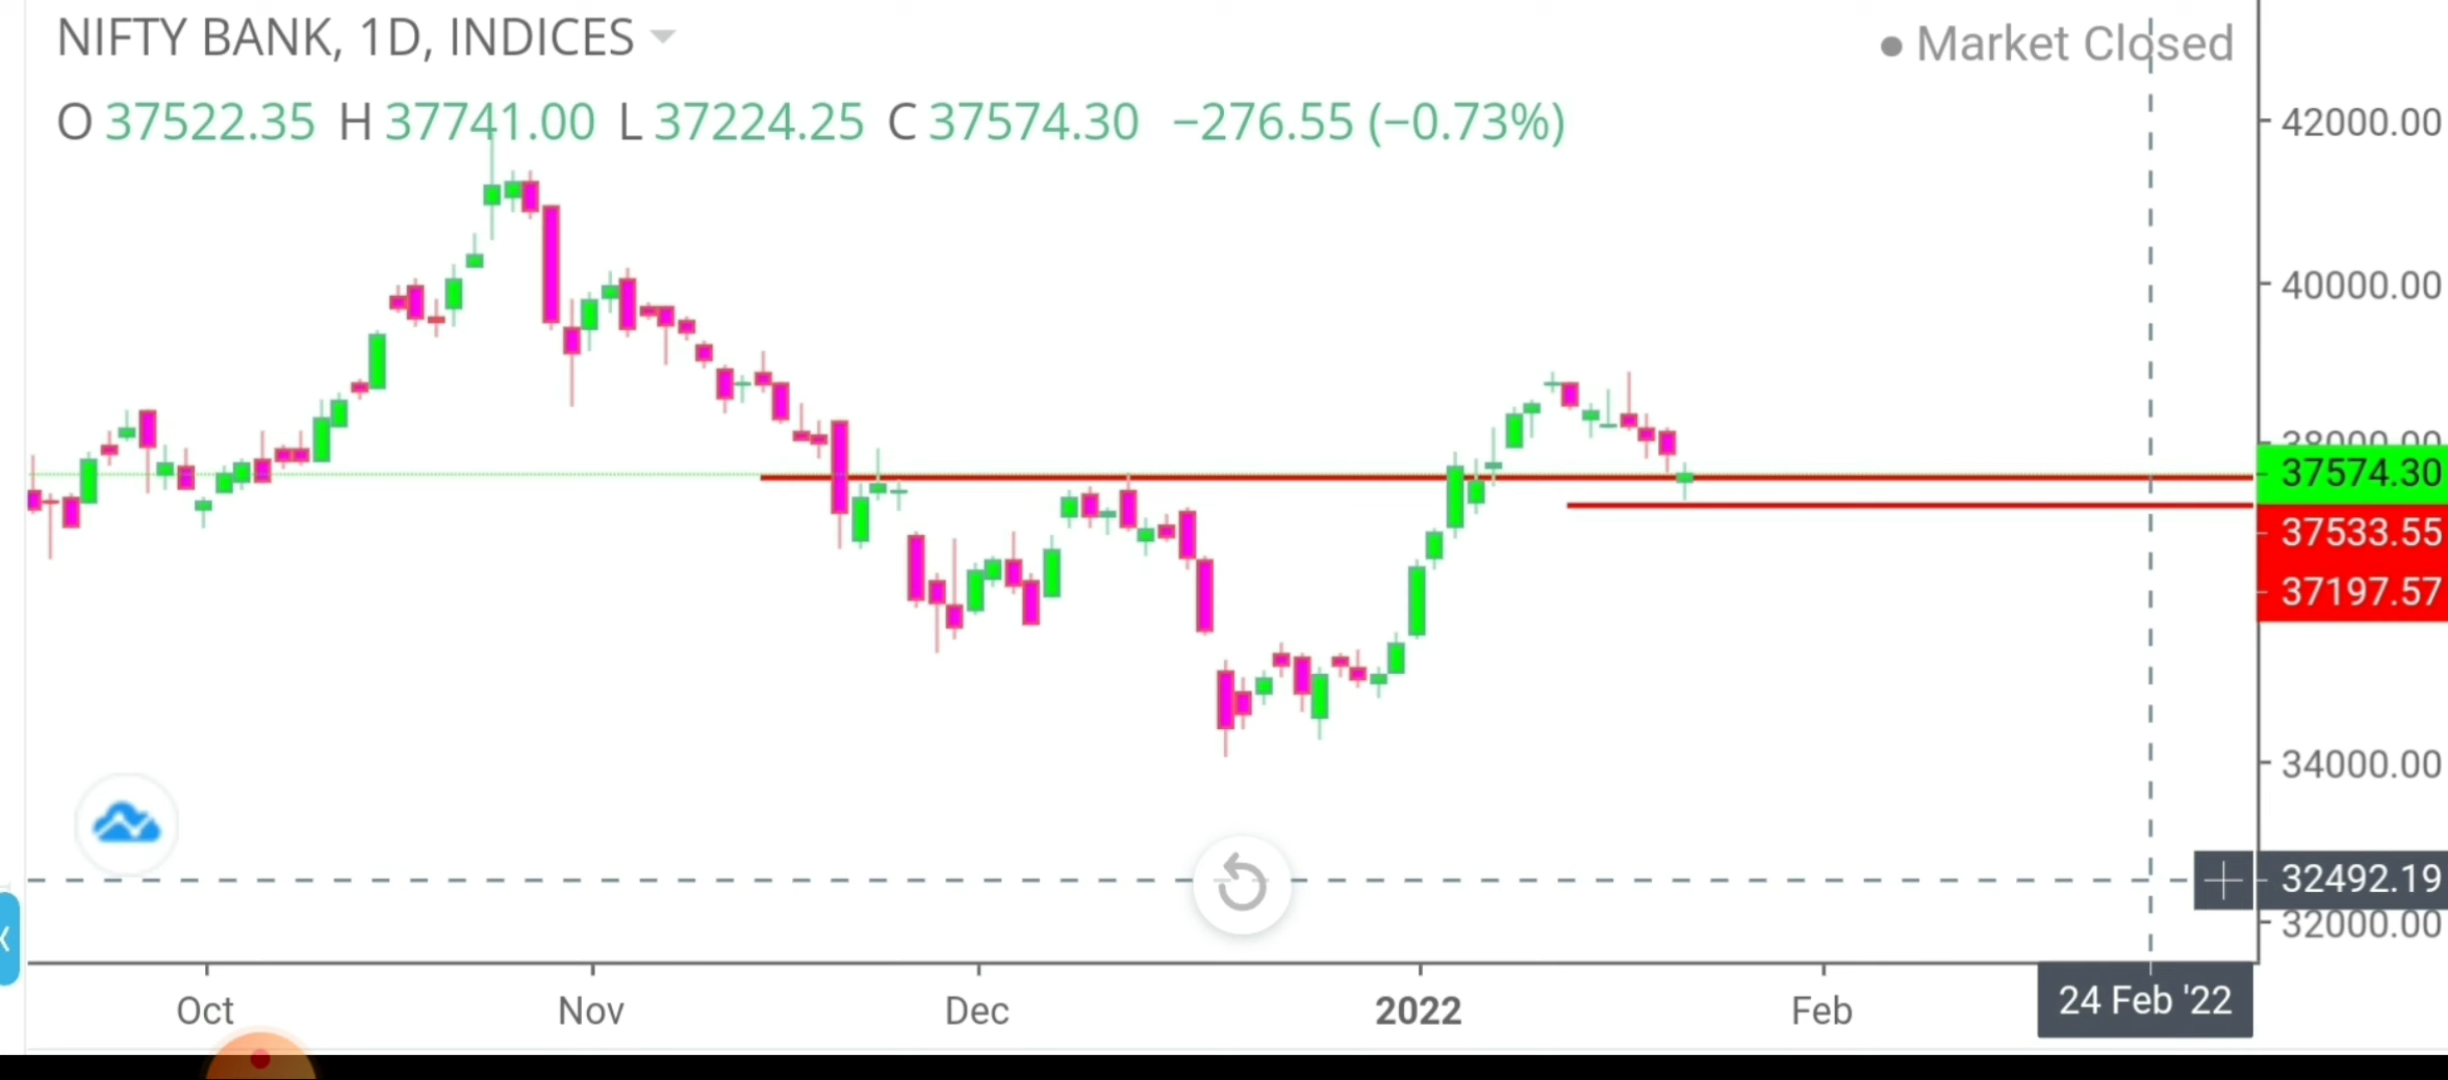 NIFTY BANK, 1D, INDICES
Market Closed
O 37522.35 H 37741.00 L 37224.25 C 37574.30 −276.55 (−0.73%)
42000.00
40000.00
38000.00
37574.30
37533.55
37197.57
34000.00
32492.19
32000.00
Oct Nov Dec 2022 Feb 24 Feb '22